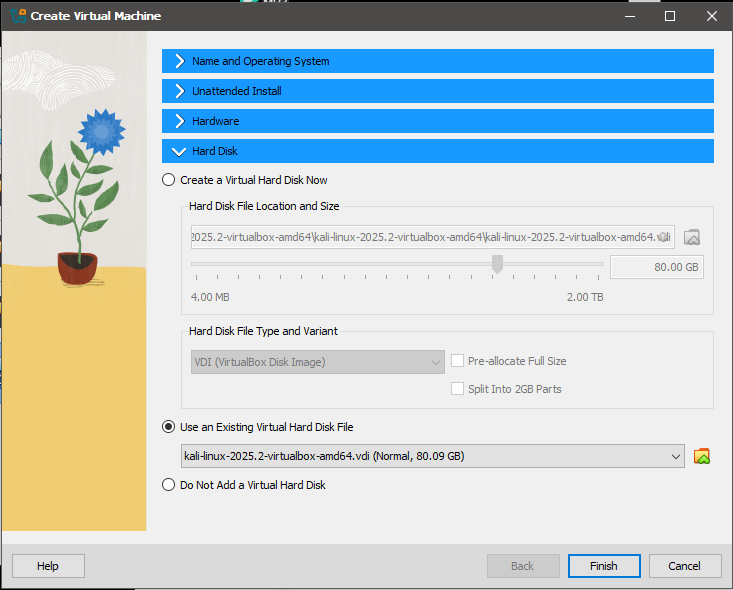 Create Virtual Machine
Name and Operating System
Unattended Install
Hardware
Hard Disk
Create a Virtual Hard Disk Now
Hard Disk File Location and Size
2025.2-virtualbox-amd64\kali-linux-2025.2-virtualbox-amd64\kali-linux-2025.2-virtualbox-amd64.vdi
80.00 GB
4.00 MB 2.00 TB
Hard Disk File Type and Variant
VDI (VirtualBox Disk Image) Pre-allocate Full Size
Split Into 2GB Parts
Use an Existing Virtual Hard Disk File
kali-linux-2025.2-virtualbox-amd64.vdi (Normal, 80.09 GB)
Do Not Add a Virtual Hard Disk
Help Back Finish Cancel